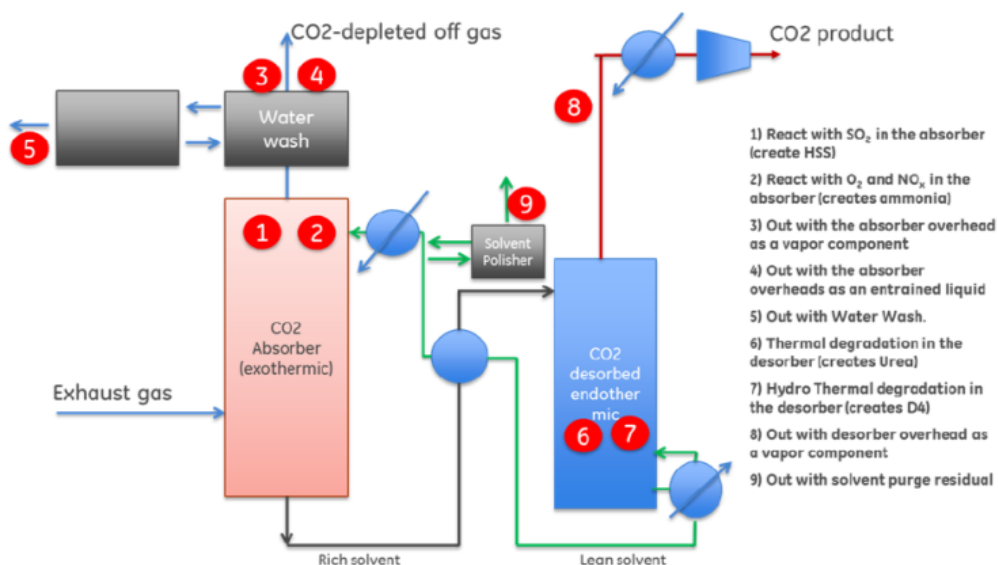 CO2-depleted off gas
CO2 product
3
4
8
Water
wash
5
1) React with SO₂ in the absorber
(create HSS)
2) React with O₂ and NOₓ in the
absorber (creates ammonia)
3) Out with the absorber overhead
as a vapor component
4) Out with the absorber
overheads as an entrained liquid
5) Out with Water Wash.
6) Thermal degradation in the
desorber (creates Urea)
7) Hydro Thermal degradation in
the desorber (creates D4)
8) Out with desorber overhead as
a vapor component
9) Out with solvent purge residual
9
1
2
Solvent
Polisher
CO2
Absorber
(exothermic)
CO2
desorbed
endother
mic
6
7
Exhaust gas
Rich solvent
Lean solvent